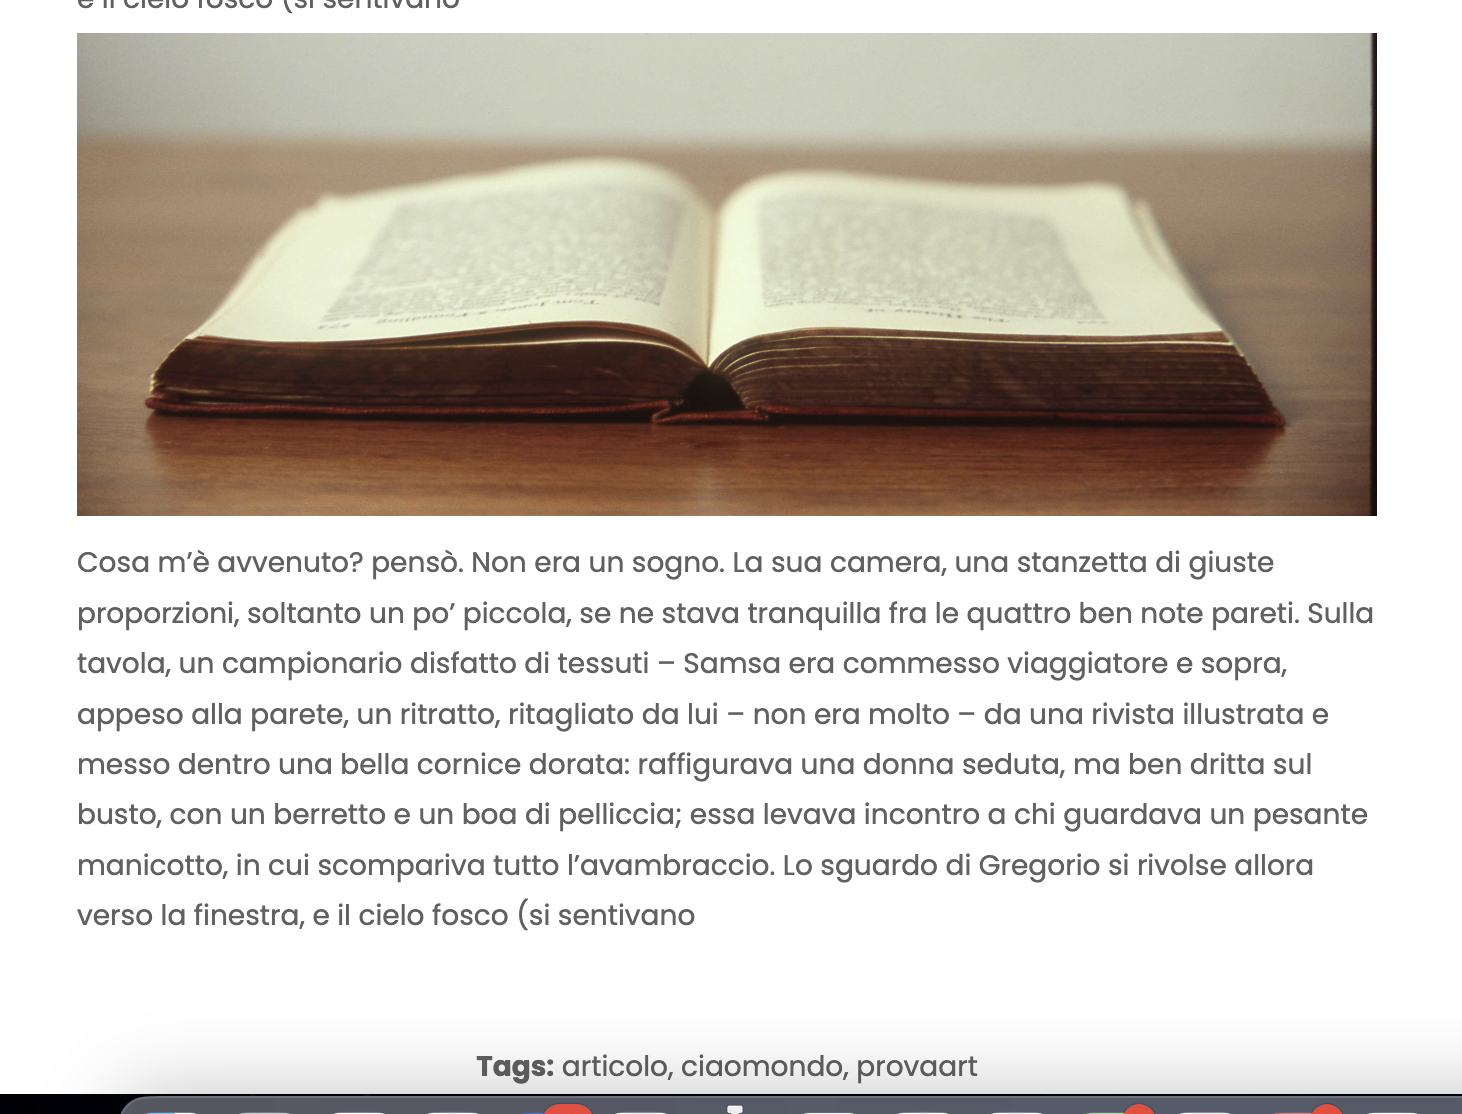 e il cielo fosco (si sentivano
Cosa m’è avvenuto? pensò. Non era un sogno. La sua camera, una stanzetta di giuste
proporzioni, soltanto un po’ piccola, se ne stava tranquilla fra le quattro ben note pareti. Sulla
tavola, un campionario disfatto di tessuti – Samsa era commesso viaggiatore e sopra,
appeso alla parete, un ritratto, ritagliato da lui – non era molto – da una rivista illustrata e
messo dentro una bella cornice dorata: raffigurava una donna seduta, ma ben dritta sul
busto, con un berretto e un boa di pelliccia; essa levava incontro a chi guardava un pesante
manicotto, in cui scompariva tutto l’avambraccio. Lo sguardo di Gregorio si rivolse allora
verso la finestra, e il cielo fosco (si sentivano
Tags: articolo, ciaomondo, provaart